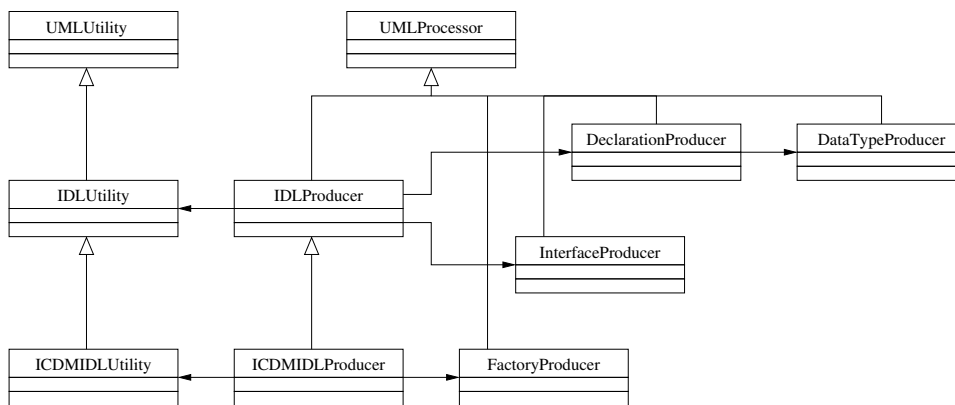 UMLUtility
UMLProcessor
DeclarationProducer
DataTypeProducer
IDLUtility
IDLProducer
InterfaceProducer
ICDMIDLUtility
ICDMIDLProducer
FactoryProducer